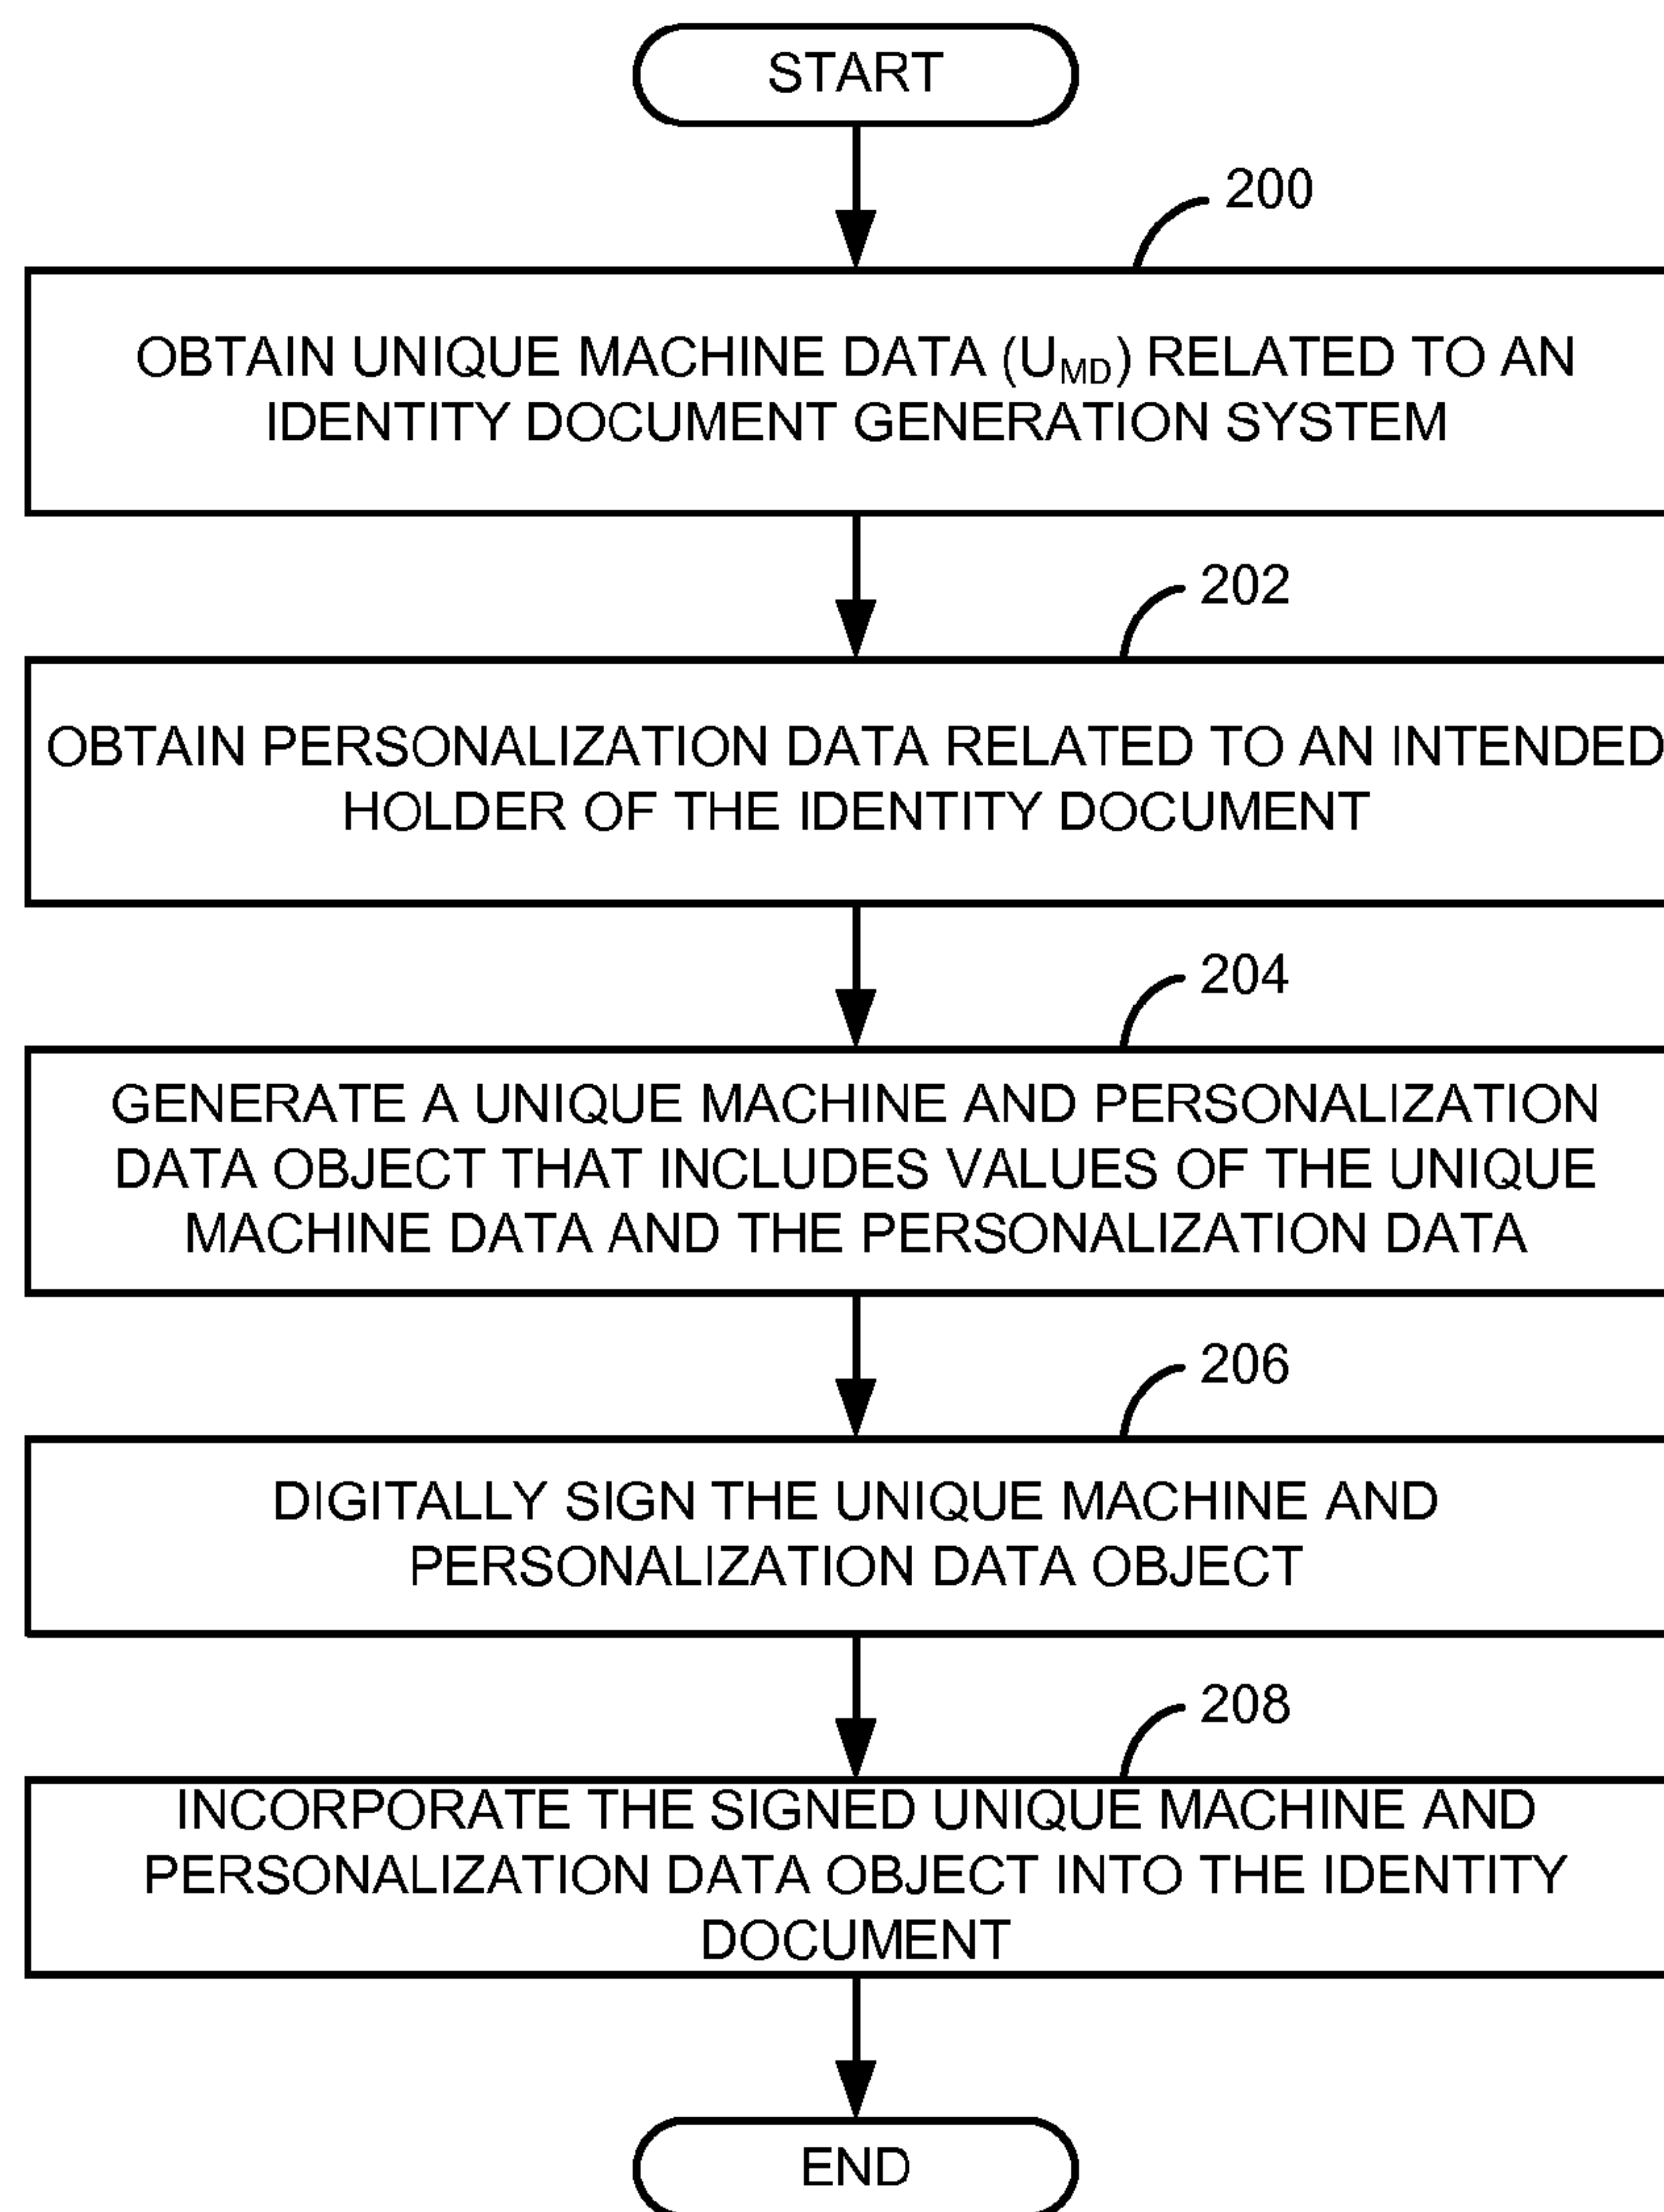 START
200
OBTAIN UNIQUE MACHINE DATA (UMD) RELATED TO AN
IDENTITY DOCUMENT GENERATION SYSTEM
202
OBTAIN PERSONALIZATION DATA RELATED TO AN INTENDED
HOLDER OF THE IDENTITY DOCUMENT
204
GENERATE A UNIQUE MACHINE AND PERSONALIZATION
DATA OBJECT THAT INCLUDES VALUES OF THE UNIQUE
MACHINE DATA AND THE PERSONALIZATION DATA
206
DIGITALLY SIGN THE UNIQUE MACHINE AND
PERSONALIZATION DATA OBJECT
208
INCORPORATE THE SIGNED UNIQUE MACHINE AND
PERSONALIZATION DATA OBJECT INTO THE IDENTITY
DOCUMENT
END